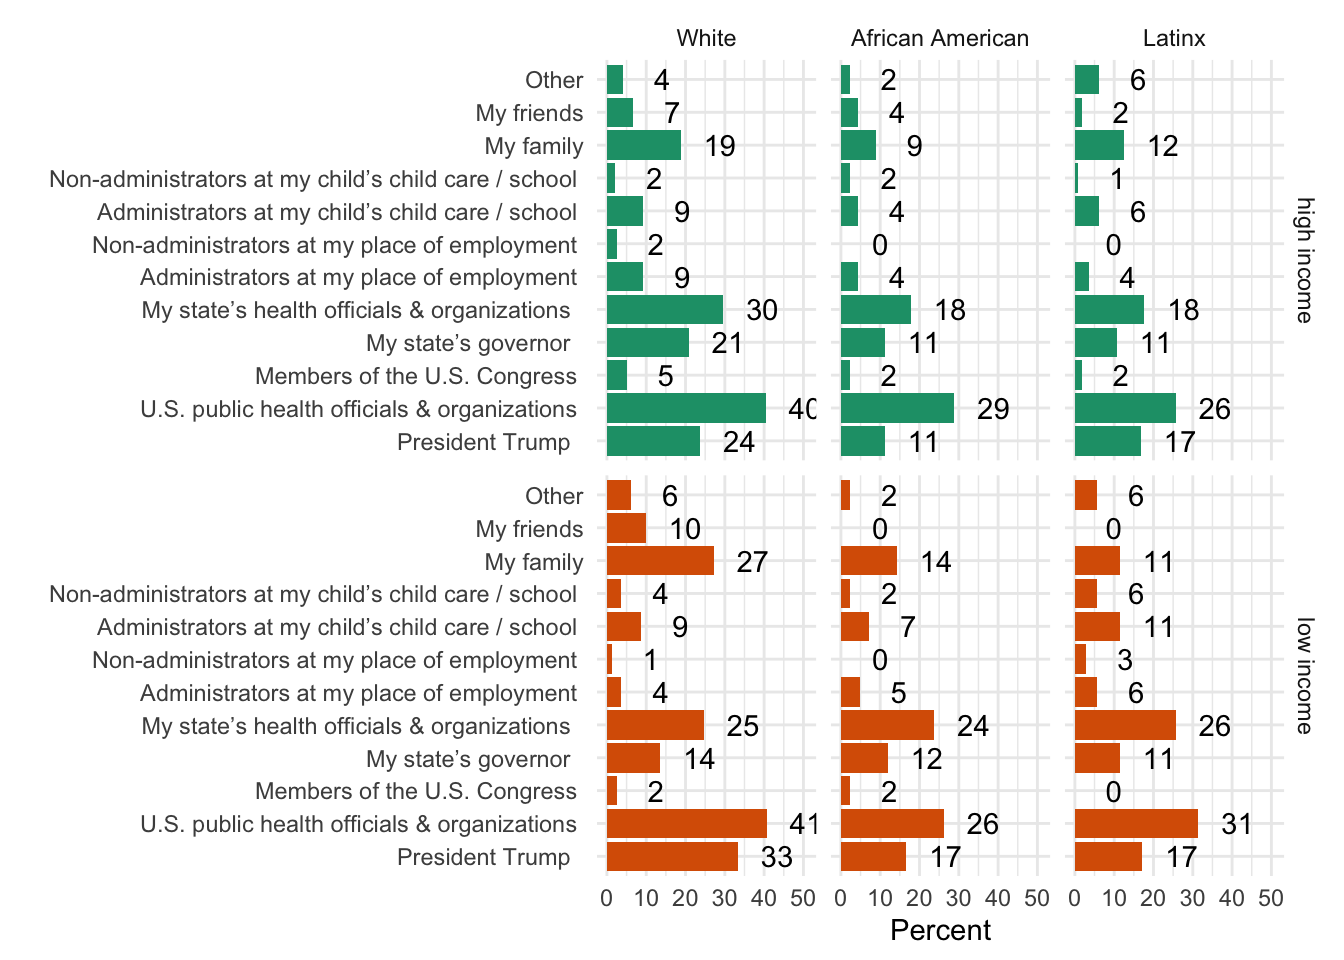 White African American Latinx
Other 4 2 6
My friends 7 4 2
My family 19 9 12
Non-administrators at my child’s child care / school 2 2 1
Administrators at my child’s child care / school 9 4 6
Non-administrators at my place of employment 2 0 0
Administrators at my place of employment 9 4 4
My state’s health officials & organizations 30 18 18
My state’s governor 21 11 11
Members of the U.S. Congress 5 2 2
U.S. public health officials & organizations 40 29 26
President Trump 24 11 17
high income
Other 6 2 6
My friends 10 0 0
My family 27 14 11
Non-administrators at my child’s child care / school 4 2 6
Administrators at my child’s child care / school 9 7 11
Non-administrators at my place of employment 1 0 3
Administrators at my place of employment 4 5 6
My state’s health officials & organizations 25 24 26
My state’s governor 14 12 11
Members of the U.S. Congress 2 2 0
U.S. public health officials & organizations 41 26 31
President Trump 33 17 17
low income
0 10 20 30 40 50 0 10 20 30 40 50 0 10 20 30 40 50
Percent